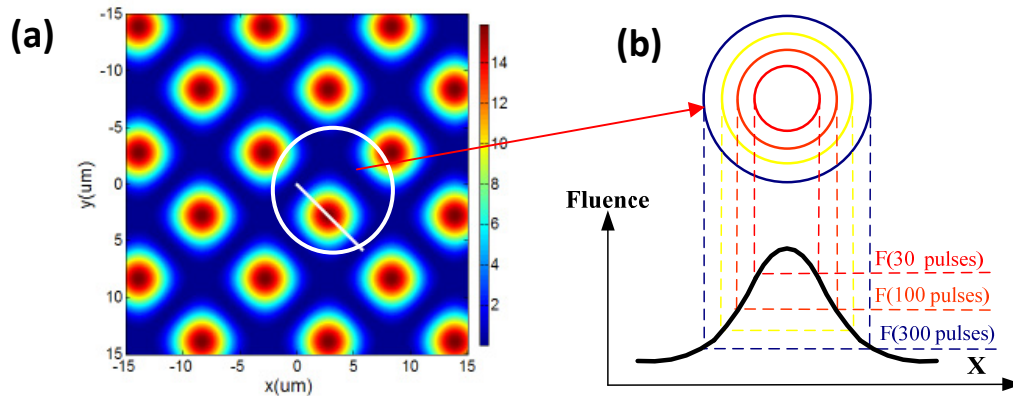 (a)
-15
-10
-5
0
5
10
15
y(um)
-15 -10 -5 0 5 10 15
x(um)
14
12
10
8
6
4
2
(b)
Fluence
F(30 pulses)
F(100 pulses)
F(300 pulses)
X